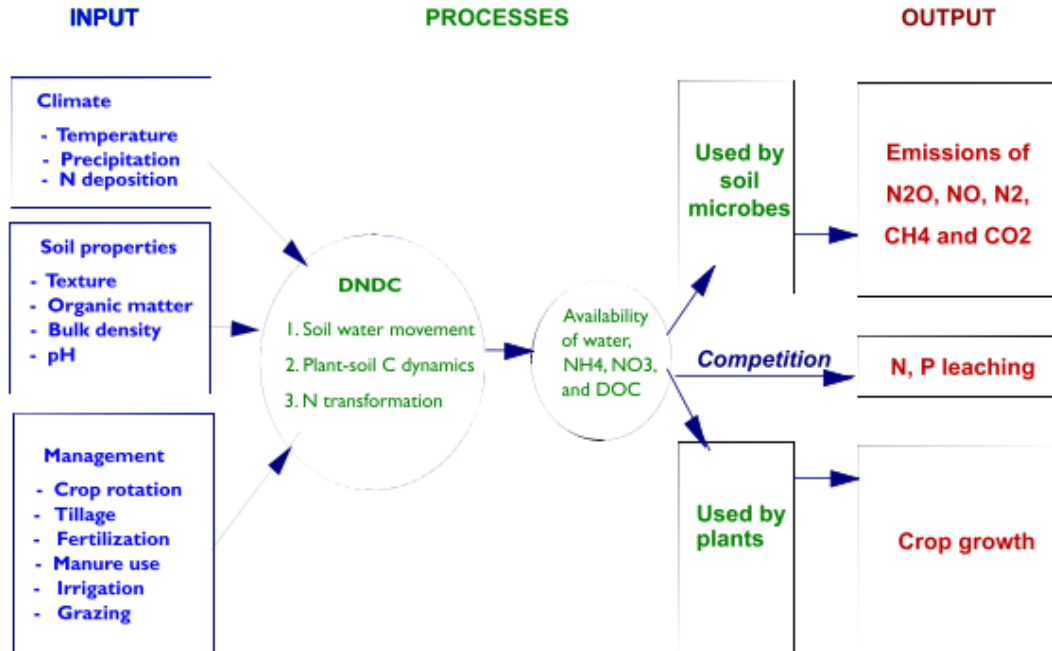 INPUT
PROCESSES
OUTPUT
Climate
- Temperature
- Precipitation
- N deposition
Soil properties
- Texture
- Organic matter
- Bulk density
- pH
Management
- Crop rotation
- Tillage
- Fertilization
- Manure use
- Irrigation
- Grazing
DNDC
1. Soil water movement
2. Plant-soil C dynamics
3. N transformation
Availability
of water,
NH4, NO3,
and DOC
Used by
soil
microbes
Competition
Used by
plants
Emissions of
N2O, NO, N2,
CH4 and CO2
N, P leaching
Crop growth